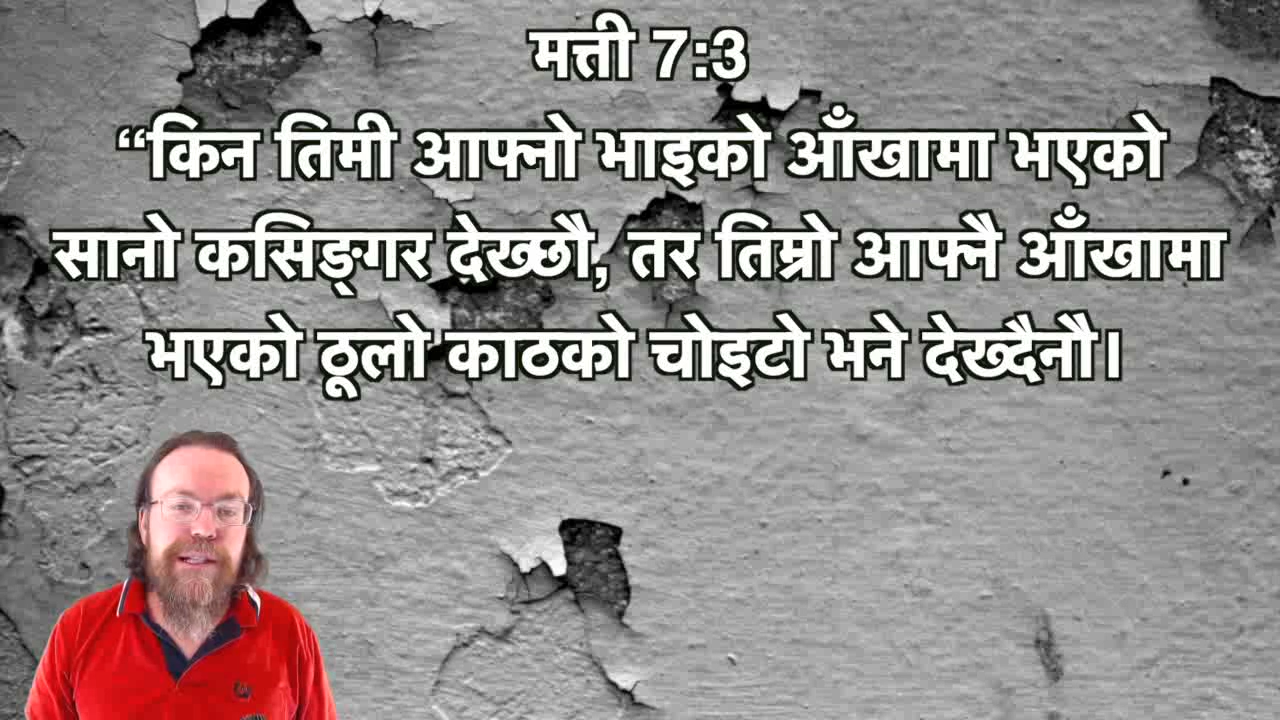 मत्ती 7:3
“किन तिमी आफ्नो भाइको आँखामा भएको
सानो कसिङ्गर देख्छौ, तर तिम्रो आफ्नै आँखामा
भएको ठूलो काठको चोइटो भने देख्दैनौ।